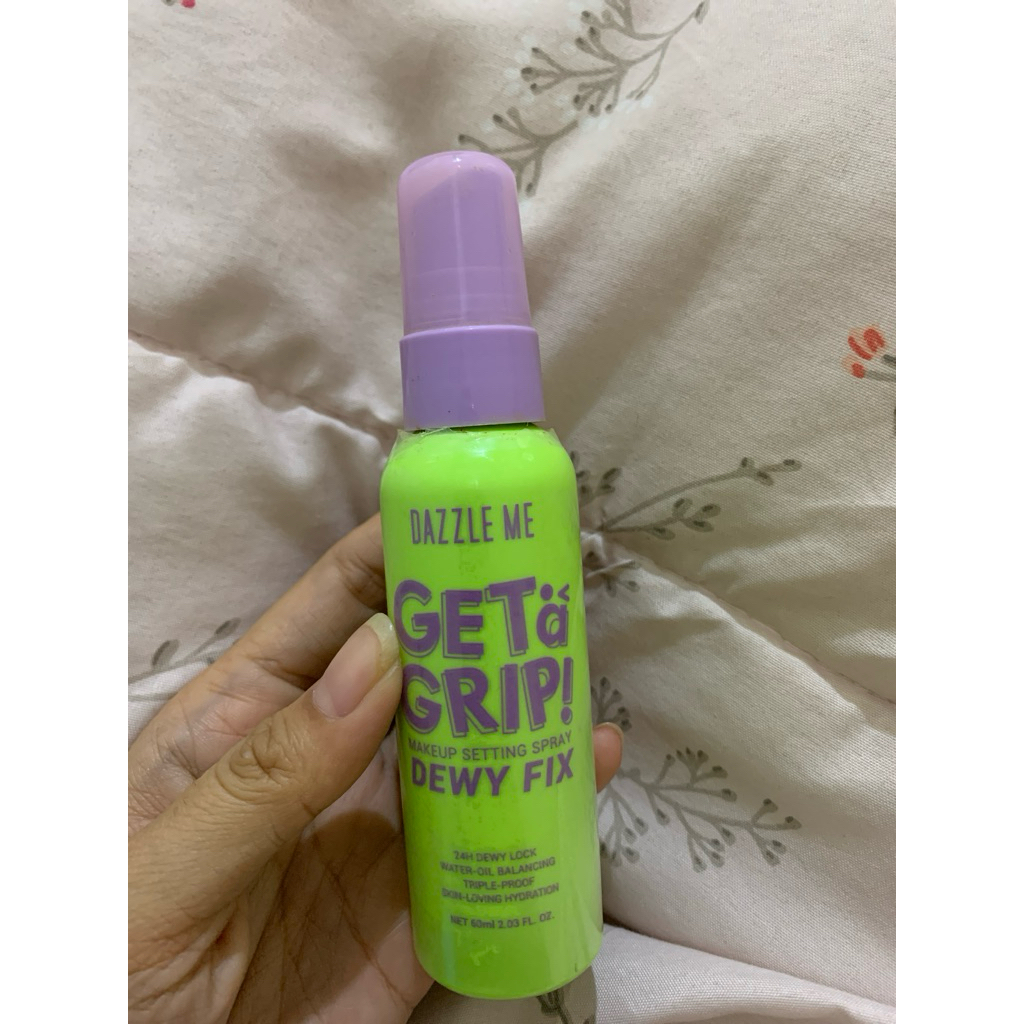 DAZZLE ME
GET a
GRIP!
MAKEUP SETTING SPRAY
DEWY FIX
24H DEWY LOCK
WATER-OIL BALANCING
TRIPLE-PROOF
SKIN-LOVING HYDRATION
NET 60ml 2.03 FL. OZ.